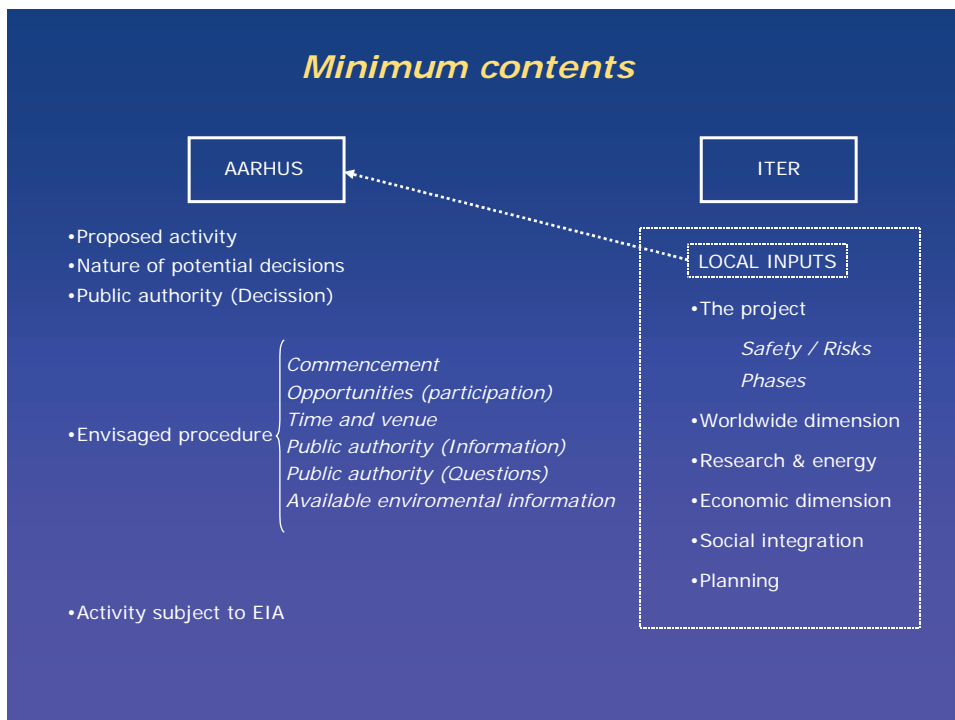 Minimum contents
AARHUS
•Proposed activity
•Nature of potential decisions
•Public authority (Decission)
•Envisaged procedure
Commencement
Opportunities (participation)
Time and venue
Public authority (Information)
Public authority (Questions)
Available enviromental information
•Activity subject to EIA
ITER
LOCAL INPUTS
•The project
Safety / Risks
Phases
•Worldwide dimension
•Research & energy
•Economic dimension
•Social integration
•Planning